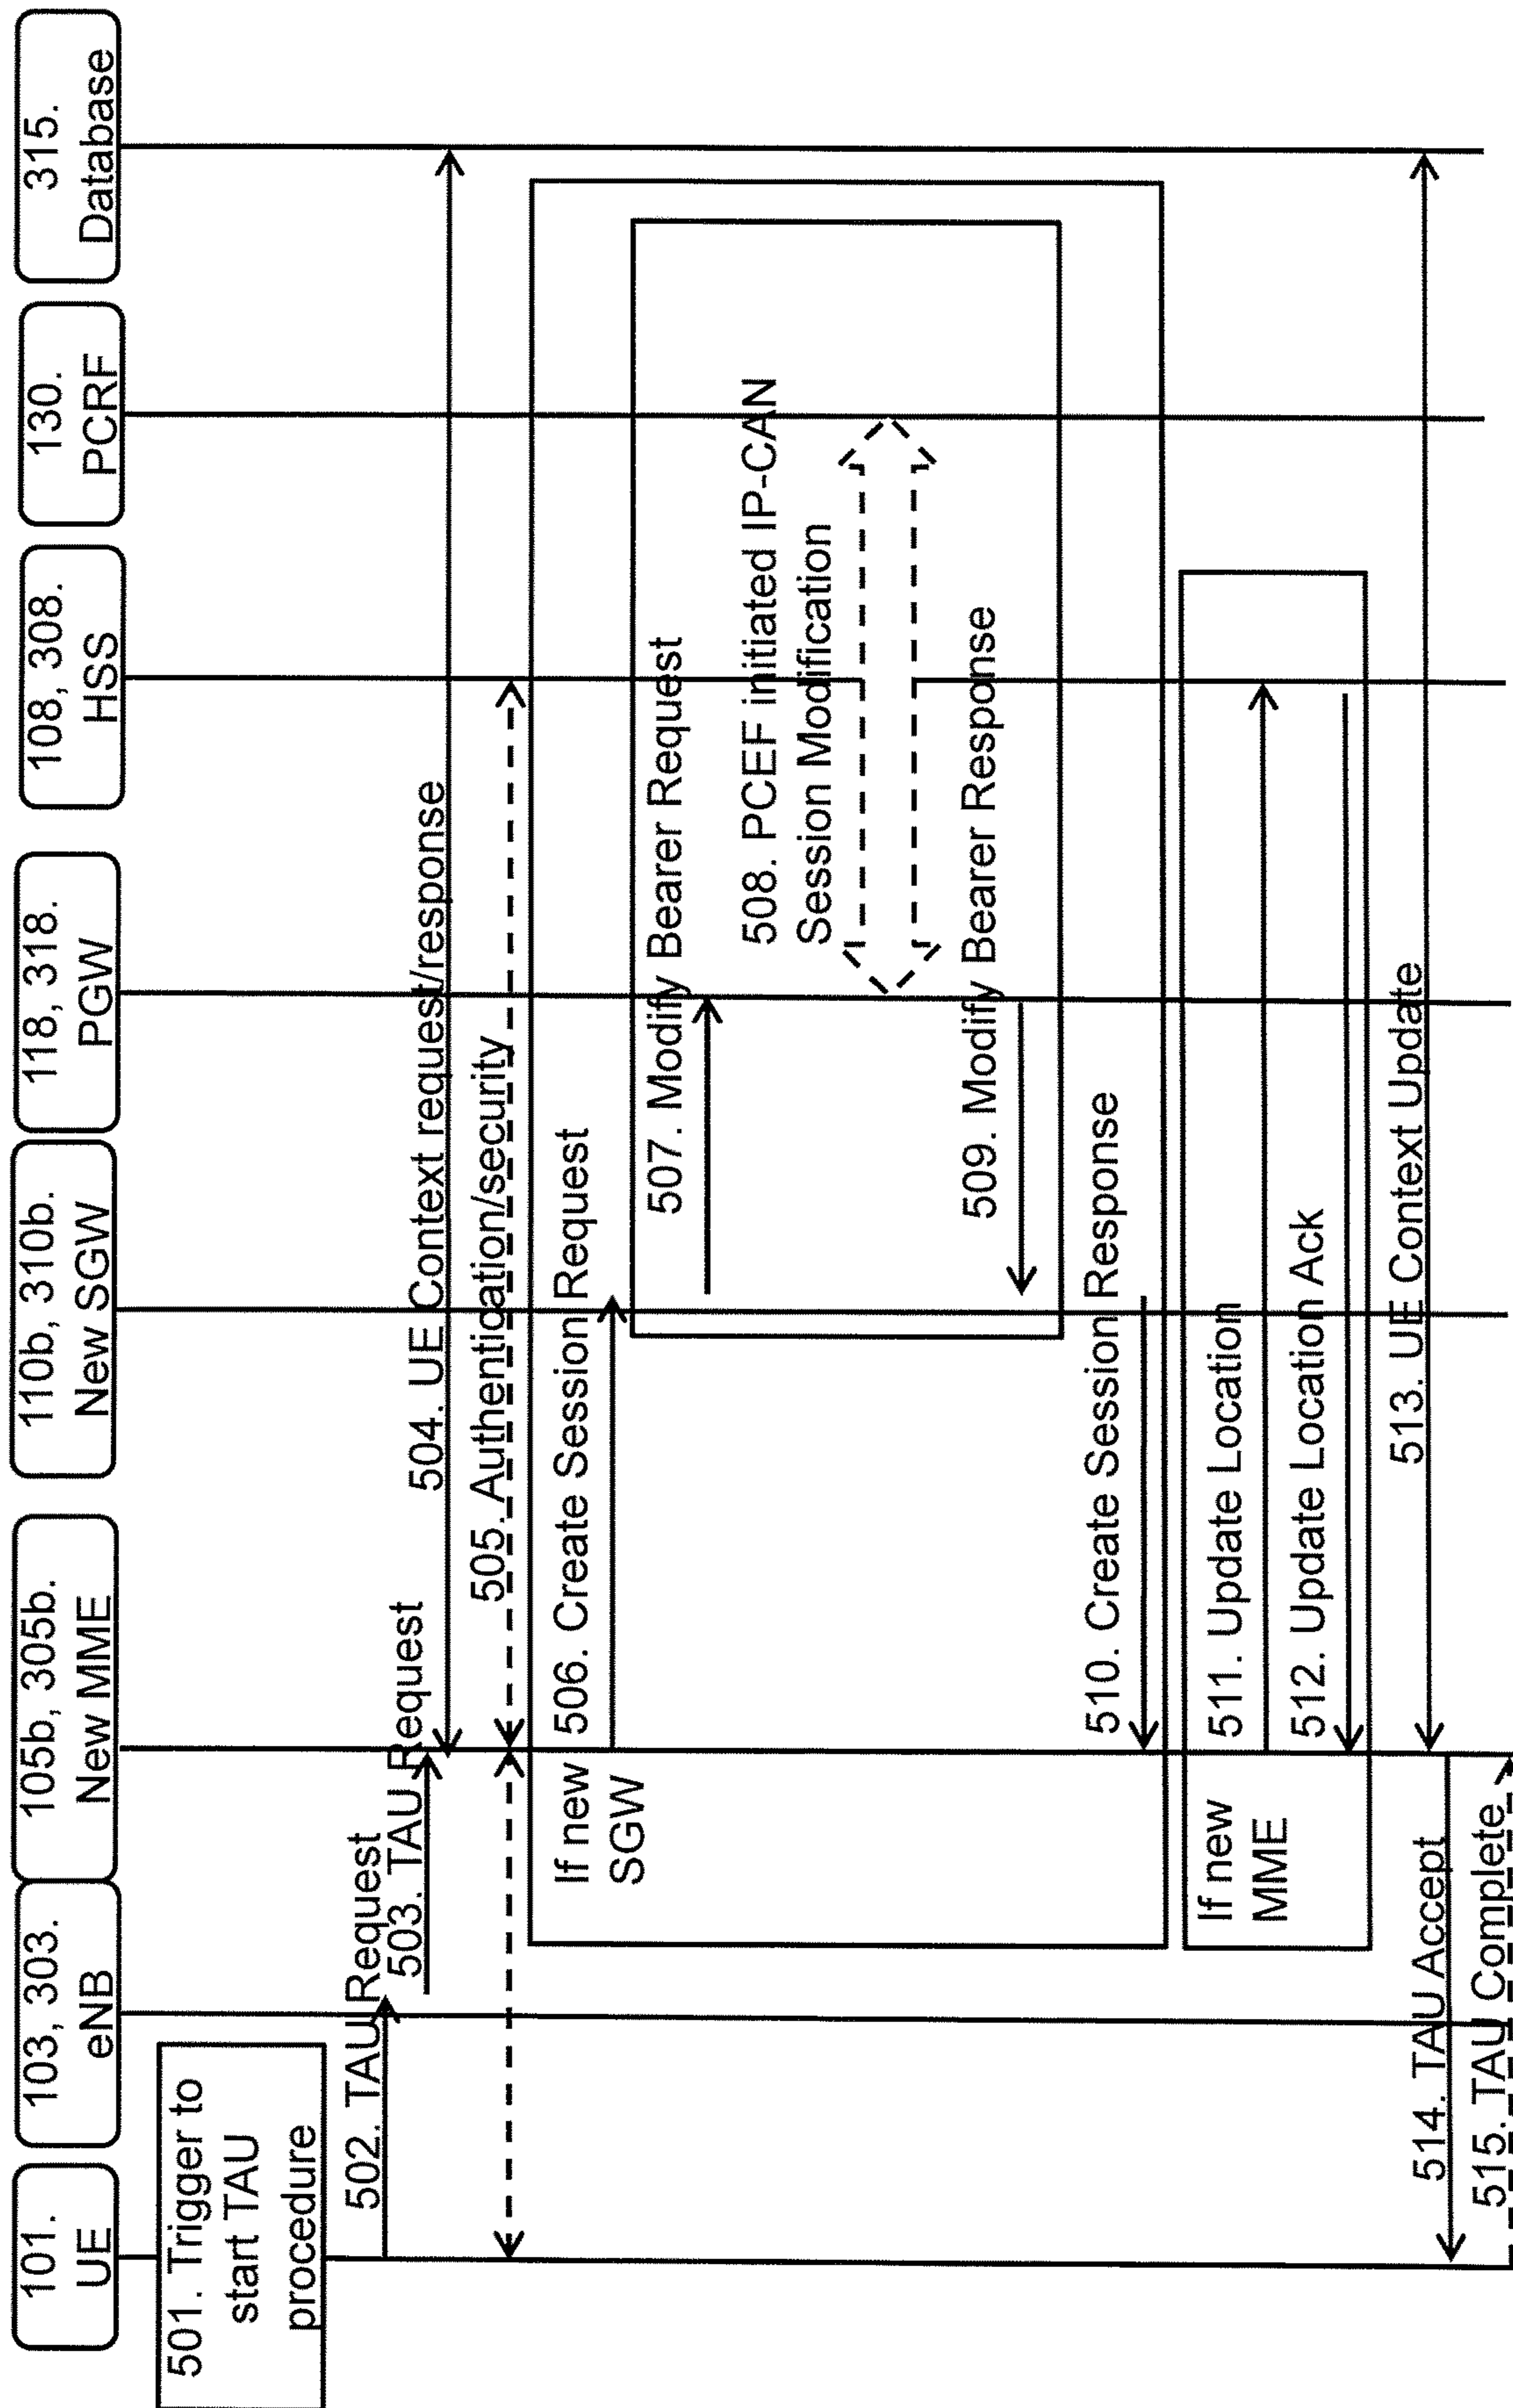 101.
UE
103, 303.
eNB
105b, 305b.
New MME
110b, 310b.
New SGW
118, 318.
PGW
108, 308.
HSS
130.
PCRF
315.
Database
501. Trigger to
start TAU
procedure
502. TAU Request
503. TAU Request
504. UE Context request/response
505. Authentication/security
If new
SGW
506. Create Session Request
507. Modify Bearer Request
508. PCEF initiated IP-CAN
Session Modification
509. Modify Bearer Response
510. Create Session Response
If new
MME
511. Update Location
512. Update Location Ack
513. UE Context Update
514. TAU Accept
515. TAU Complete